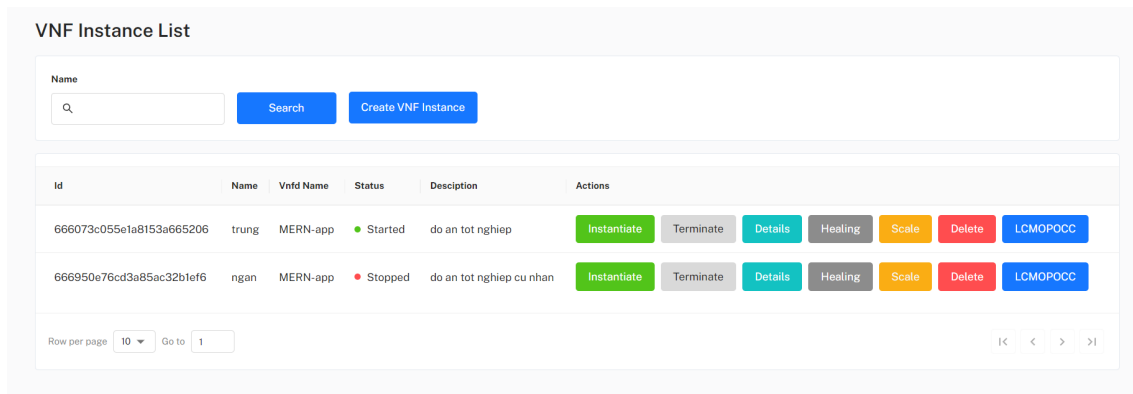 VNF Instance List
Name
Search Create VNF Instance
Id Name Vnfd Name Status Desciption Actions
666073c055e1a8153a665206 trung MERN-app Started do an tot nghiep Instantiate Terminate Details Healing Scale Delete LCMOPOCC
666950e76cd3a85ac32b1ef6 ngan MERN-app Stopped do an tot nghiep cu nhan Instantiate Terminate Details Healing Scale Delete LCMOPOCC
Row per page 10 Go to 1